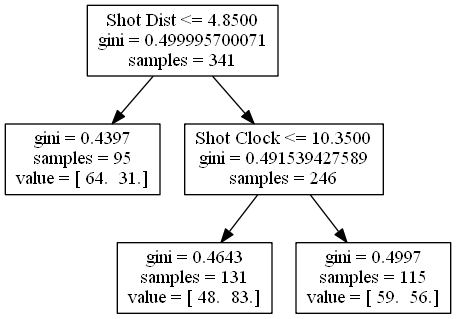 Shot Dist <= 4.8500
gini = 0.499995700071
samples = 341
gini = 0.4397
samples = 95
value = [ 64.  31.]
Shot Clock <= 10.3500
gini = 0.491539427589
samples = 246
gini = 0.4643
samples = 131
value = [ 48.  83.]
gini = 0.4997
samples = 115
value = [ 59.  56.]